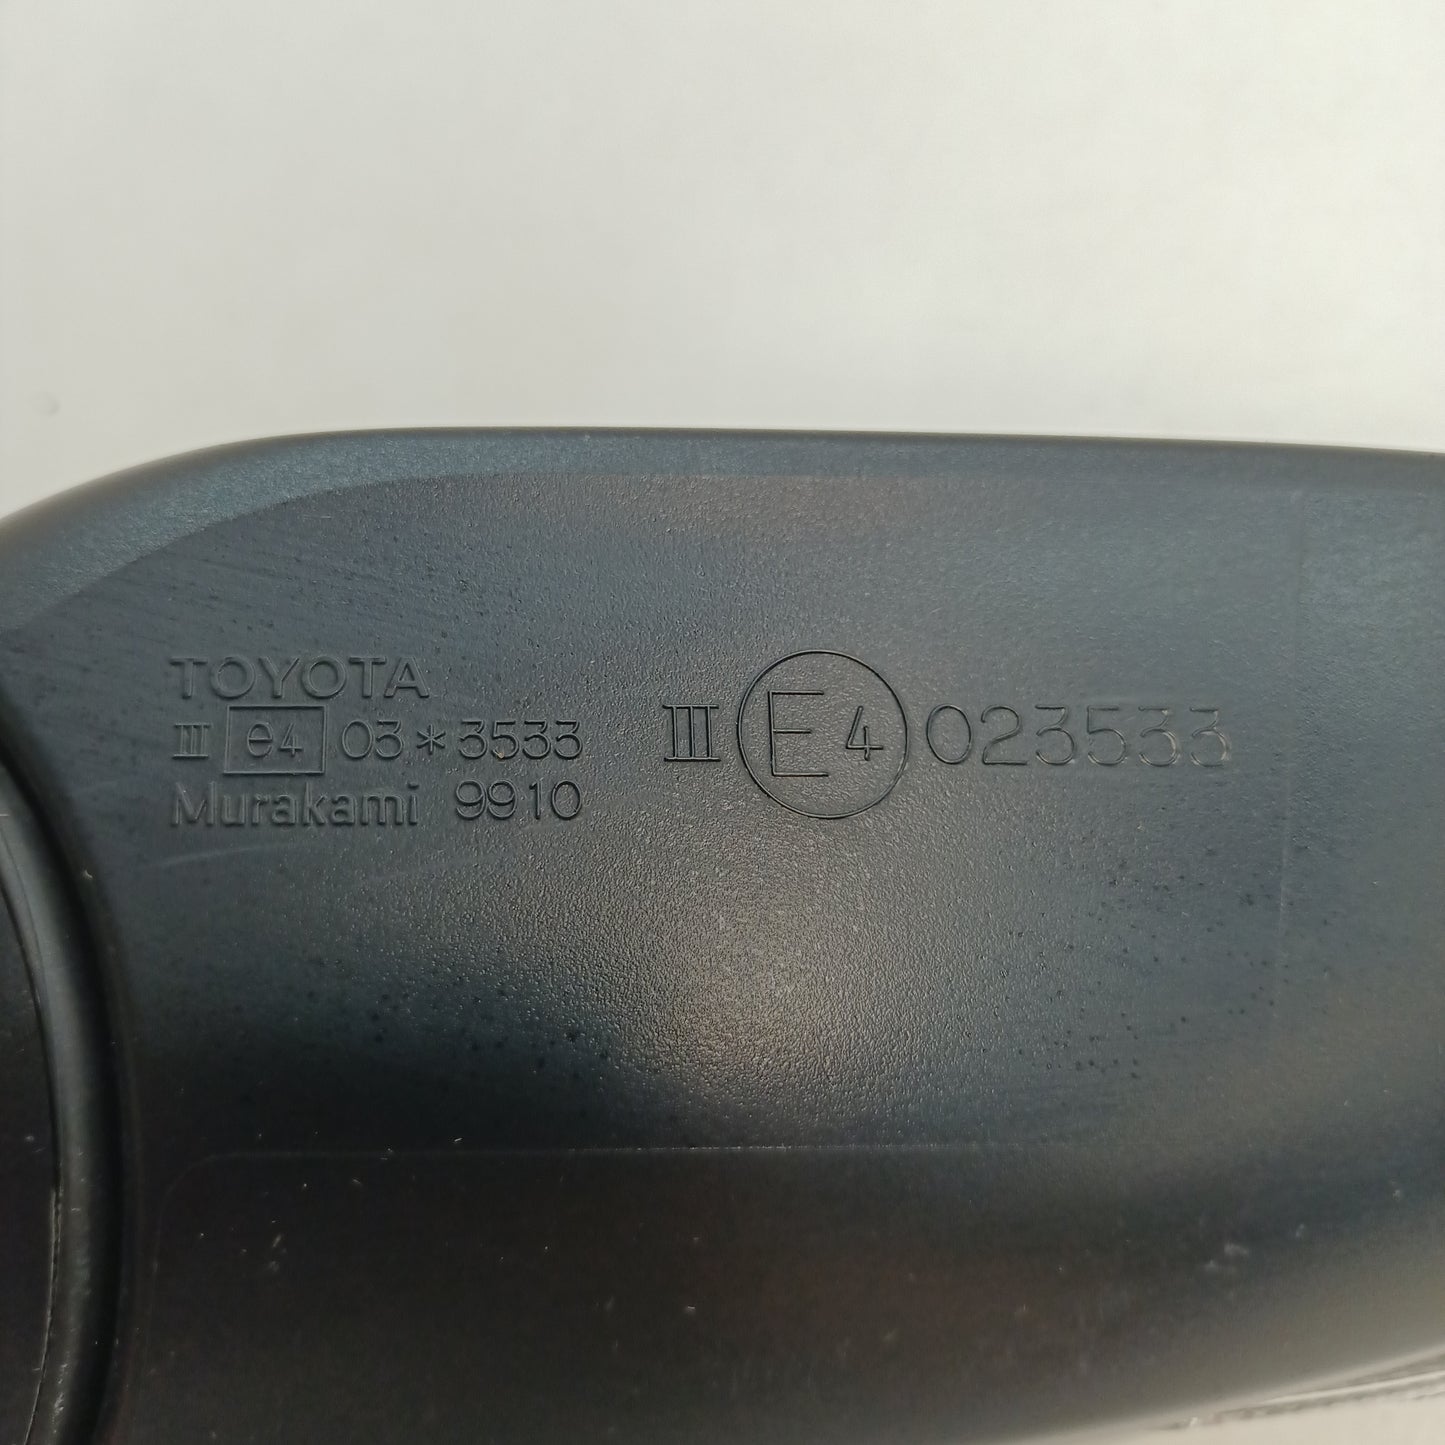 TOYOTA
III e4 03*3533
Murakami 9910
III E4 023533